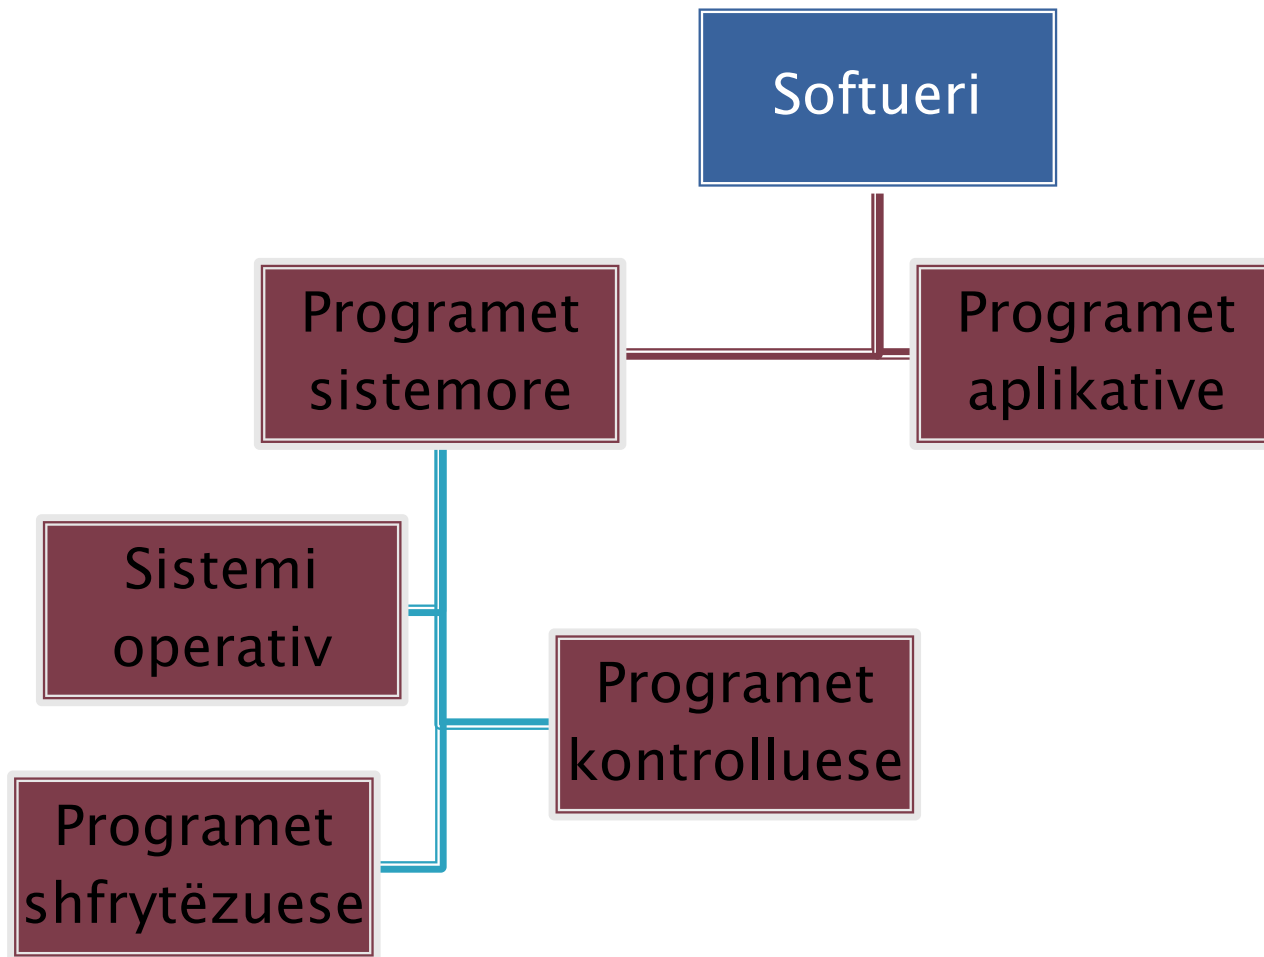 Softueri
Programet
sistemore
Programet
aplikative
Sistemi
operativ
Programet
kontrolluese
Programet
shfrytëzuese